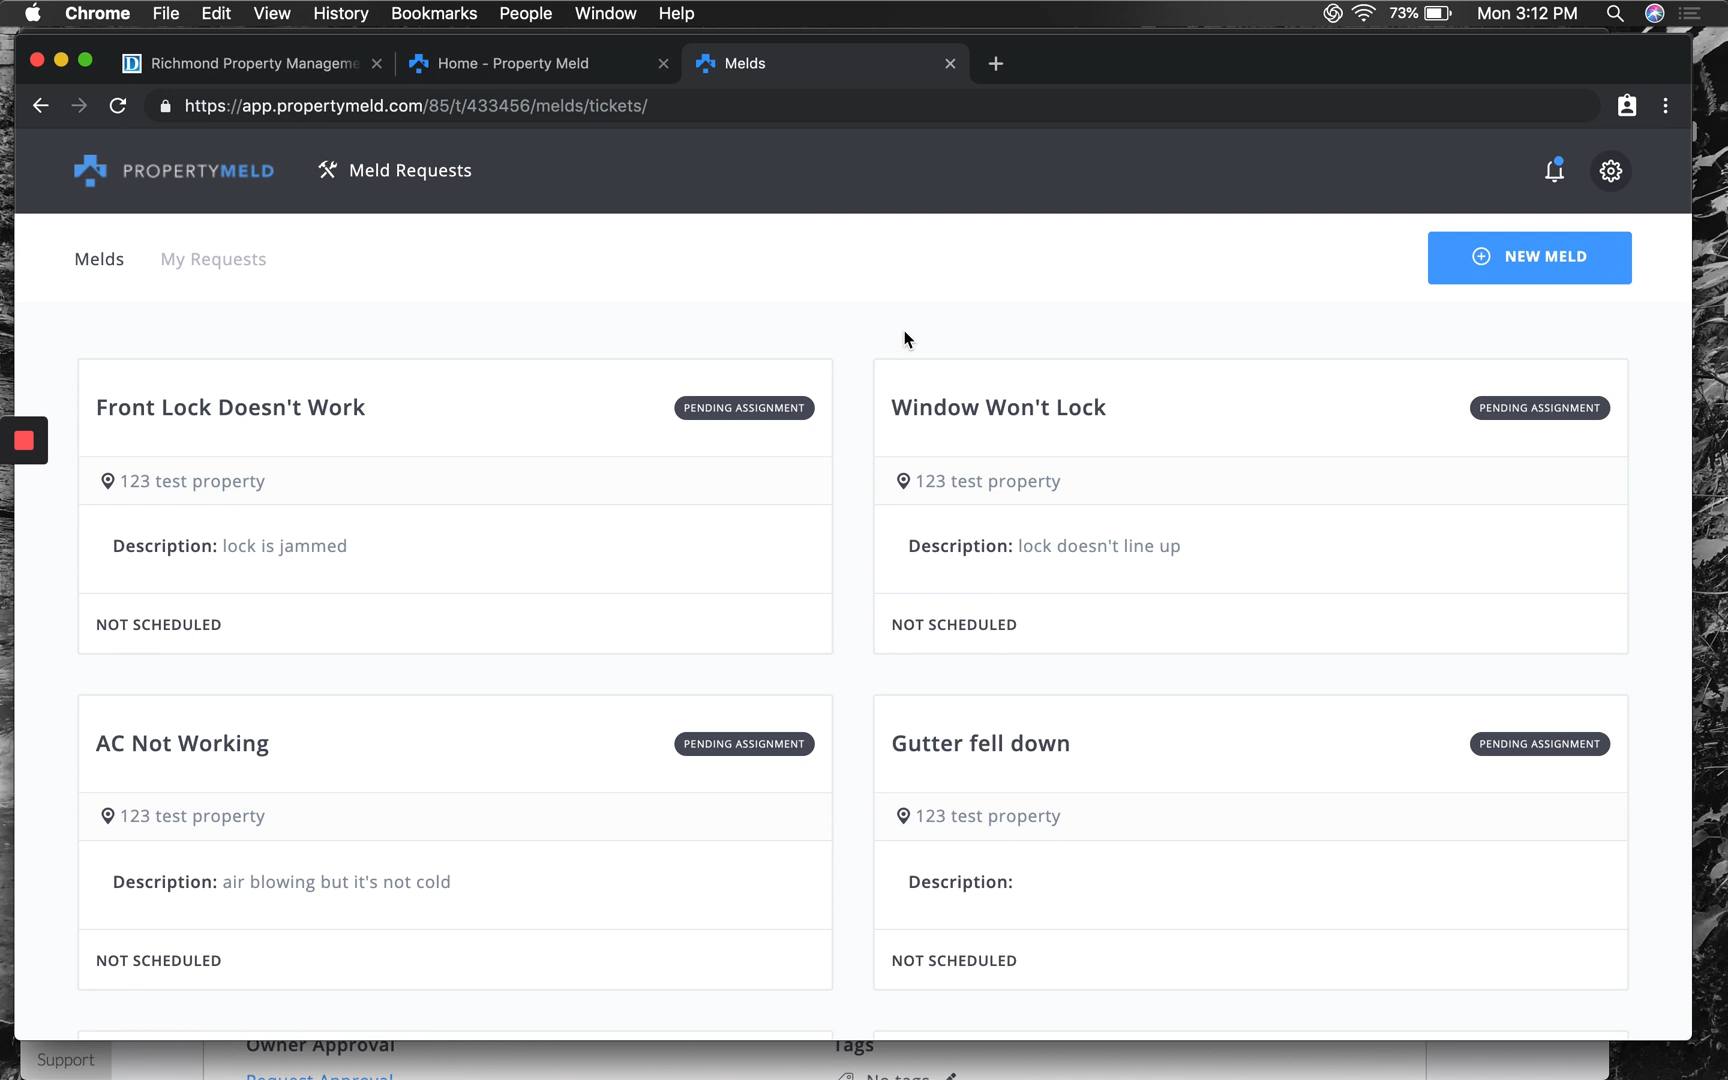 Chrome File Edit View History Bookmarks People Window Help 73% Mon 3:12 PM
Richmond Property Manageme Home - Property Meld Melds
https://app.propertymeld.com/85/t/433456/melds/tickets/
PROPERTYMELD Meld Requests
Melds My Requests NEW MELD
Front Lock Doesn't Work PENDING ASSIGNMENT
123 test property
Description: lock is jammed
NOT SCHEDULED
Window Won't Lock PENDING ASSIGNMENT
123 test property
Description: lock doesn't line up
NOT SCHEDULED
AC Not Working PENDING ASSIGNMENT
123 test property
Description: air blowing but it's not cold
NOT SCHEDULED
Gutter fell down PENDING ASSIGNMENT
123 test property
Description:
NOT SCHEDULED
Support Owner Approval Tags
Request Approval No tags